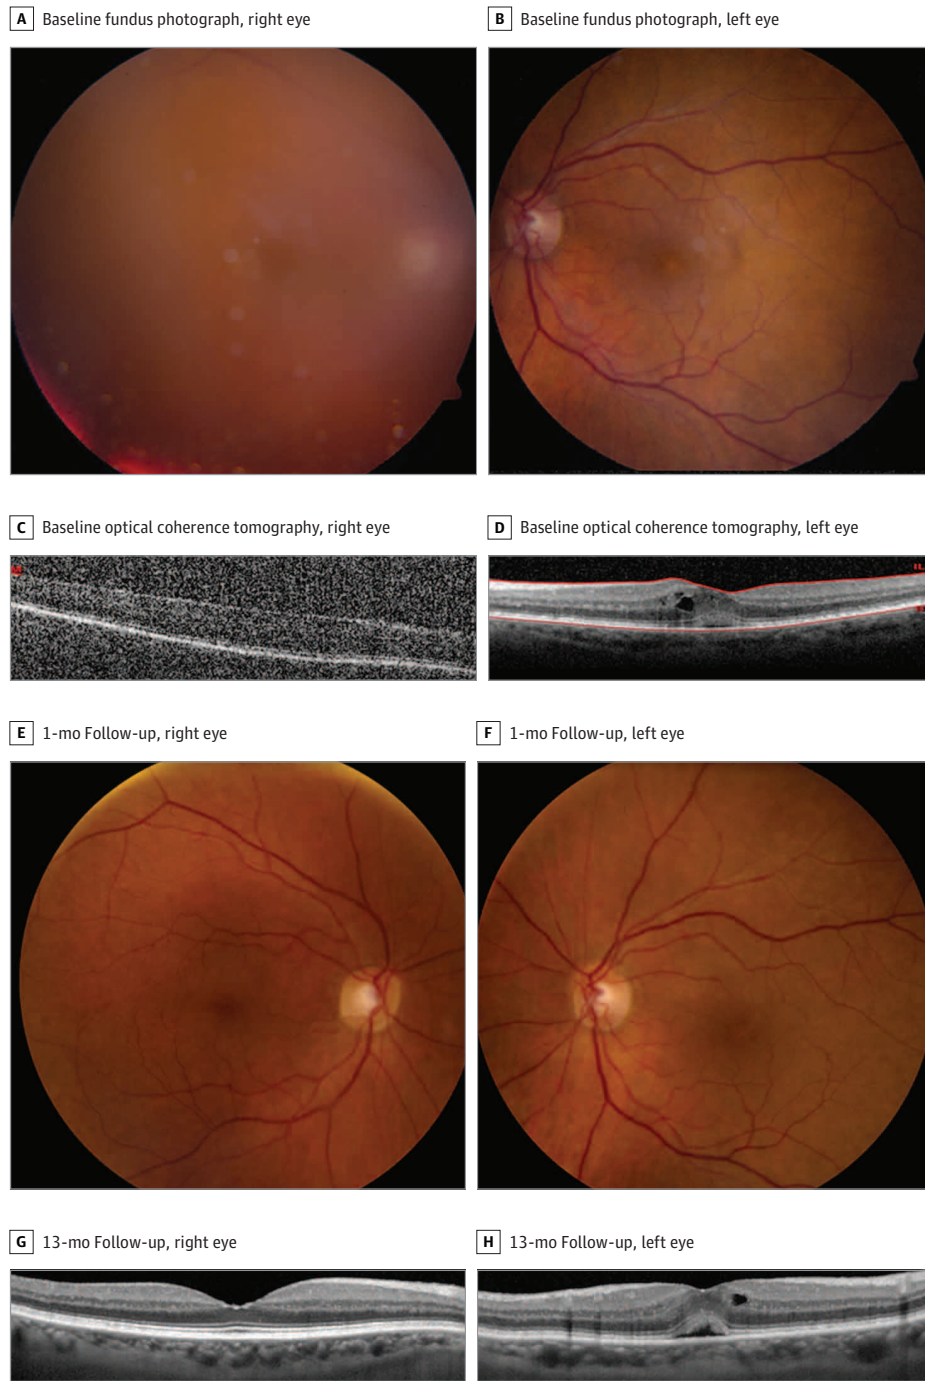 A Baseline fundus photograph, right eye
B Baseline fundus photograph, left eye
C Baseline optical coherence tomography, right eye
D Baseline optical coherence tomography, left eye
E 1-mo Follow-up, right eye
F 1-mo Follow-up, left eye
G 13-mo Follow-up, right eye
H 13-mo Follow-up, left eye